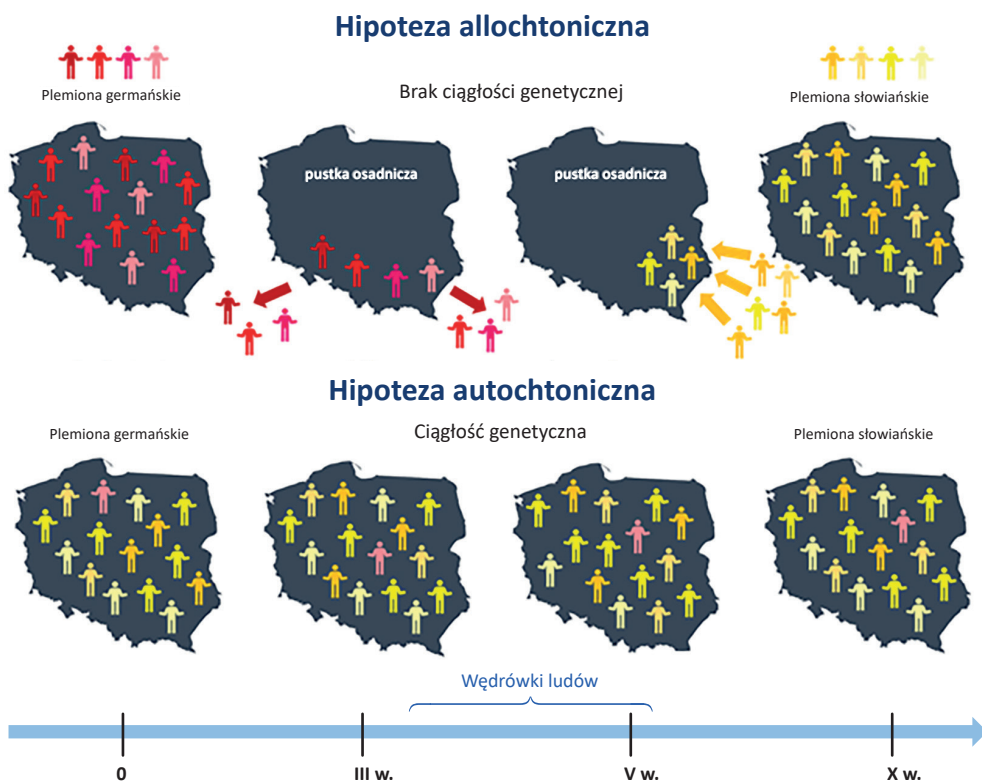 Hipoteza allochtoniczna
Plemiona germańskie
Brak ciągłości genetycznej
Plemiona słowiańskie
pustka osadnicza
pustka osadnicza
Hipoteza autochtoniczna
Plemiona germańskie
Ciągłość genetyczna
Plemiona słowiańskie
Wędrówki ludów
0
III w.
V w.
X w.